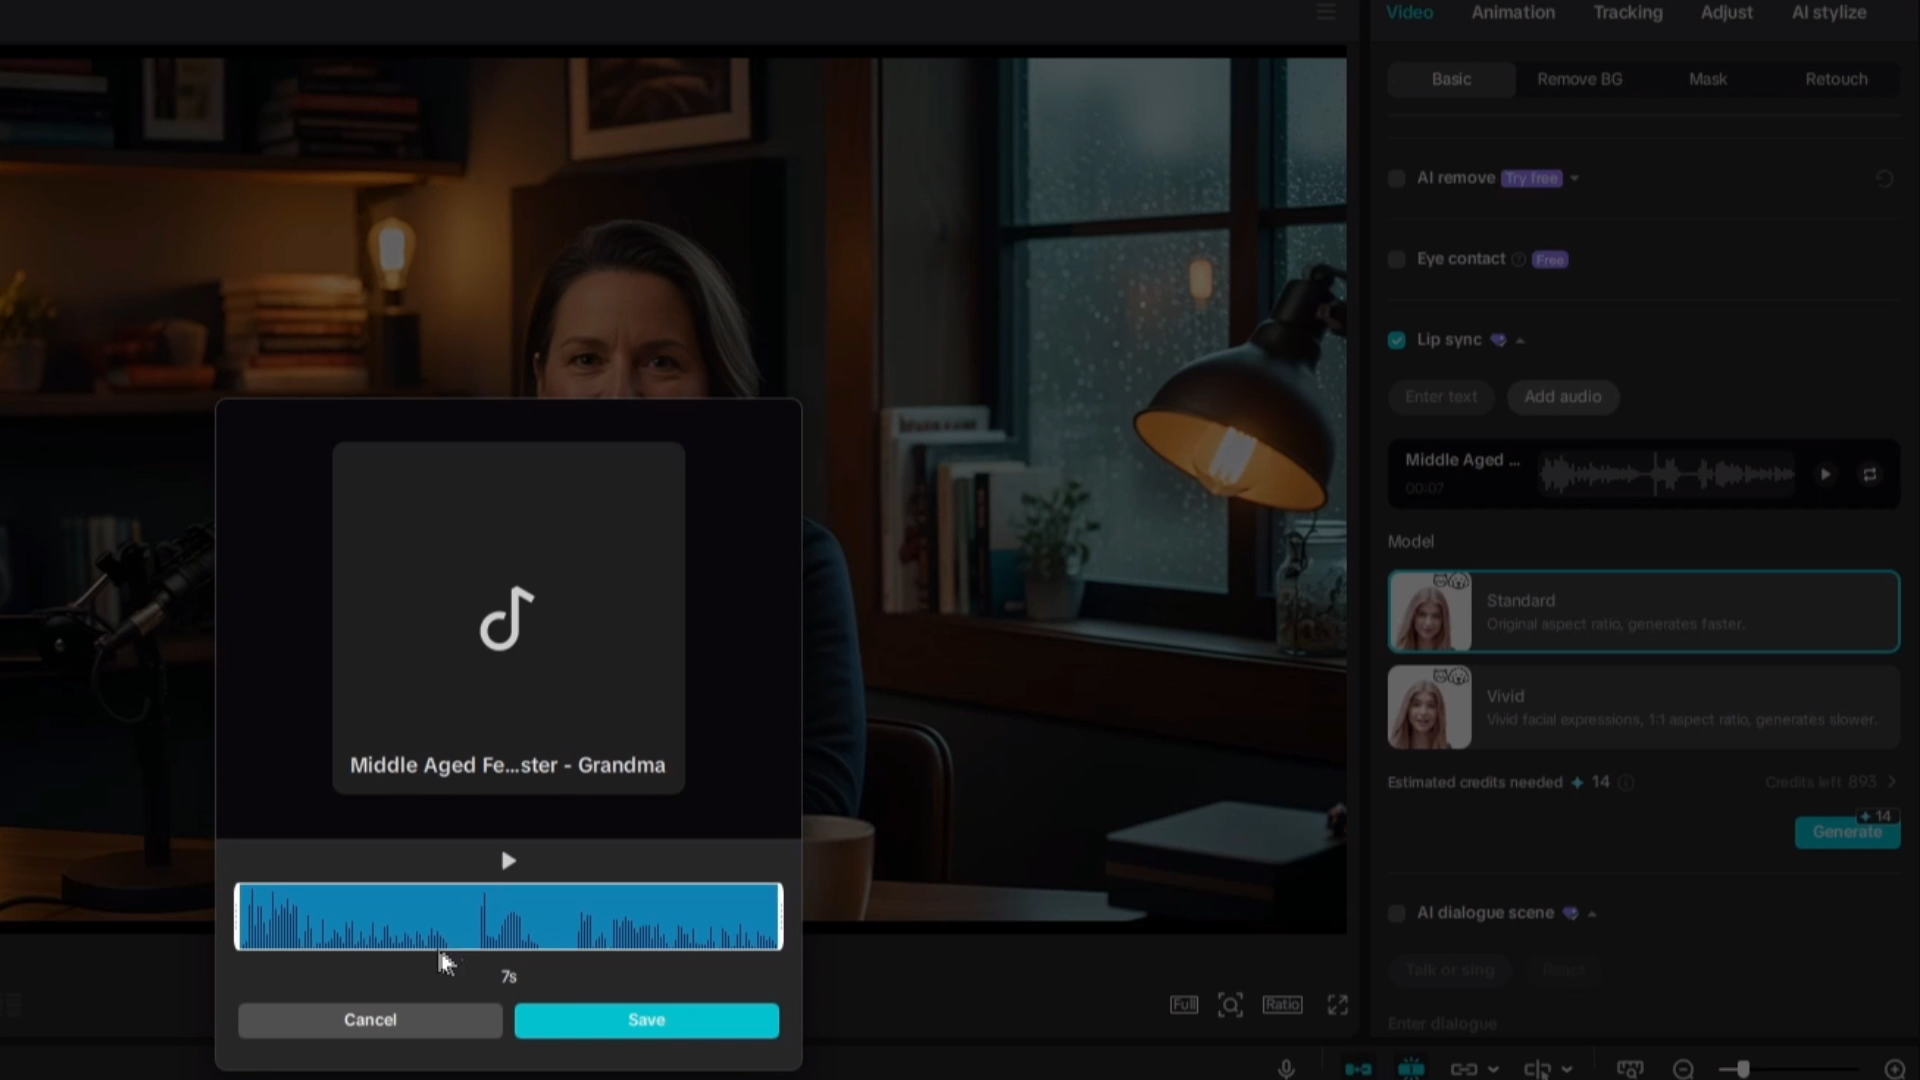 Video Animation Tracking Adjust AI stylize
Basic Remove BG Mask Retouch
AI remove Try free
Eye contact Free
Lip sync
Enter text Add audio
Middle Aged ...
00:07
Model
Standard
Original aspect ratio, generates faster.
Vivid
Vivid facial expressions, 1:1 aspect ratio, generates slower.
Estimated credits needed 14 Credits left 893
14
Generate
AI dialogue scene
Talk or sing React
Enter dialogue
Middle Aged Fe...ster - Grandma
7s
Cancel Save
Full Ratio